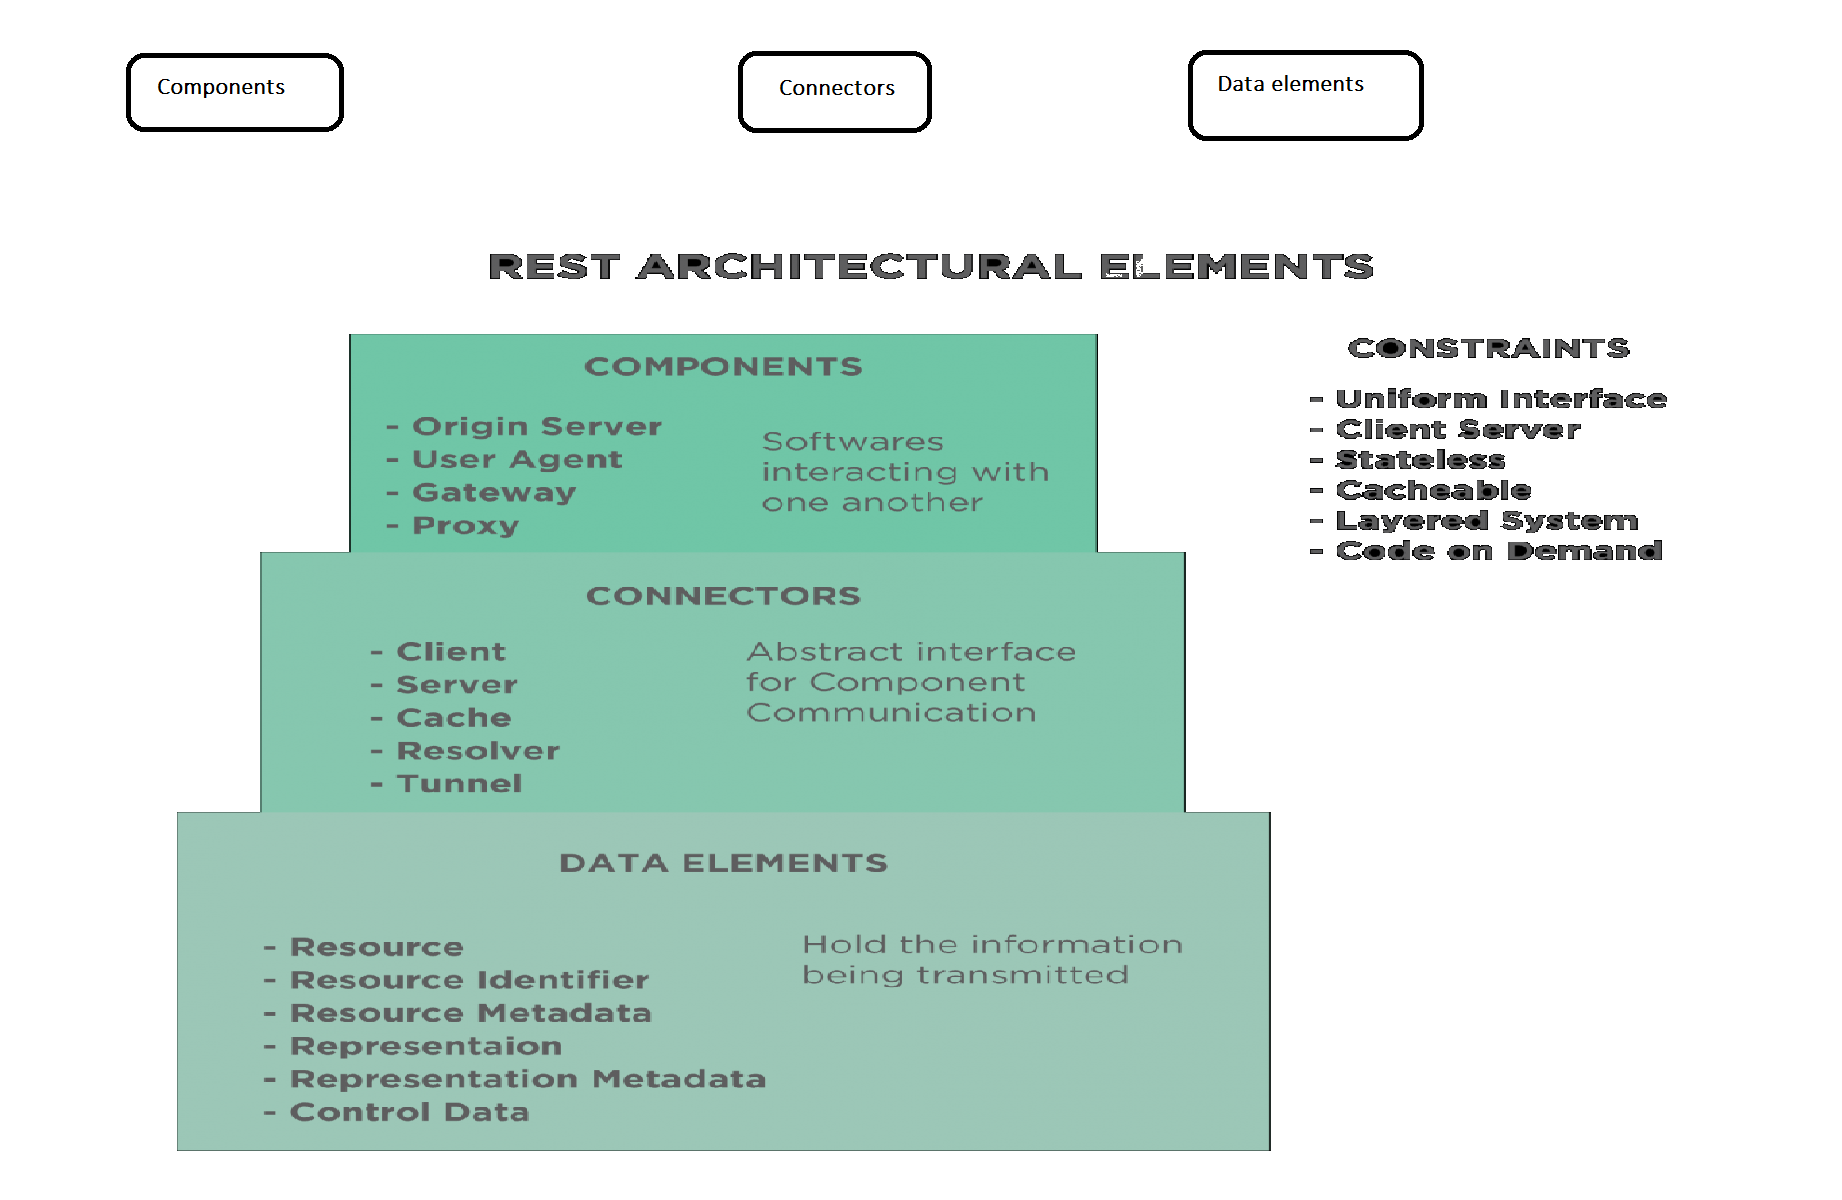 Components
Connectors
Data elements
REST ARCHITECTURAL ELEMENTS
COMPONENTS
- Origin Server
- User Agent
- Gateway
- Proxy
Softwares
interacting with
one another
CONSTRAINTS
- Uniform Interface
- Client Server
- Stateless
- Cacheable
- Layered System
- Code on Demand
CONNECTORS
- Client
- Server
- Cache
- Resolver
- Tunnel
Abstract interface
for Component
Communication
DATA ELEMENTS
- Resource
- Resource Identifier
- Resource Metadata
- Representaion
- Representation Metadata
- Control Data
Hold the information
being transmitted